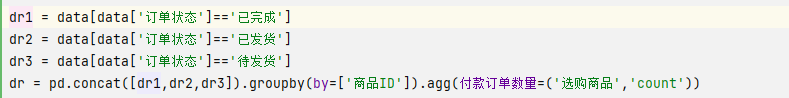 dr1 = data[data['订单状态']=='已完成']
dr2 = data[data['订单状态']=='已发货']
dr3 = data[data['订单状态']=='待发货']
dr = pd.concat([dr1,dr2,dr3]).groupby(by=['商品ID']).agg(付款订单数量=('选购商品','count'))